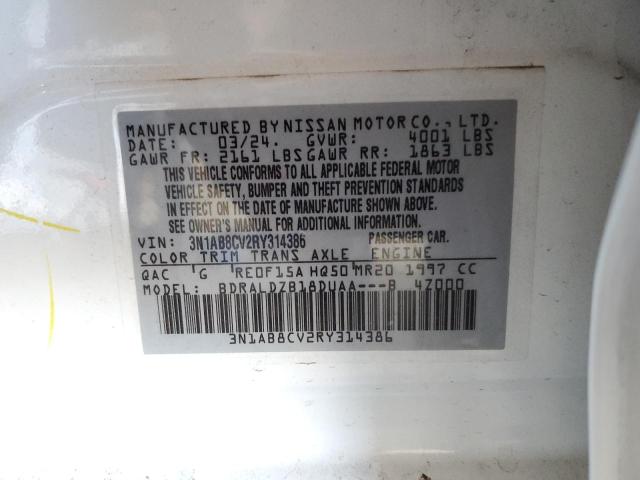 MANUFACTURED BY NISSAN MOTOR CO., LTD.
DATE: 03/24. GVWR: 4001 LBS
GAWR FR: 2161 LBS GAWR RR: 1863 LBS
THIS VEHICLE CONFORMS TO ALL APPLICABLE FEDERAL MOTOR
VEHICLE SAFETY, BUMPER AND THEFT PREVENTION STANDARDS
IN EFFECT ON THE DATE OF MANUFACTURE SHOWN ABOVE.
SEE OWNER'S MANUAL FOR ADDITIONAL INFORMATION.
VIN: 3N1AB8CV2RY314386 PASSENGER CAR.
COLOR TRIM TRANS AXLE ENGINE
QAC G RE0F15A HQ50 MR20 1997 CC
MODEL: BDRALDZB18DUAA---B 4Z000
3N1AB8CV2RY314386